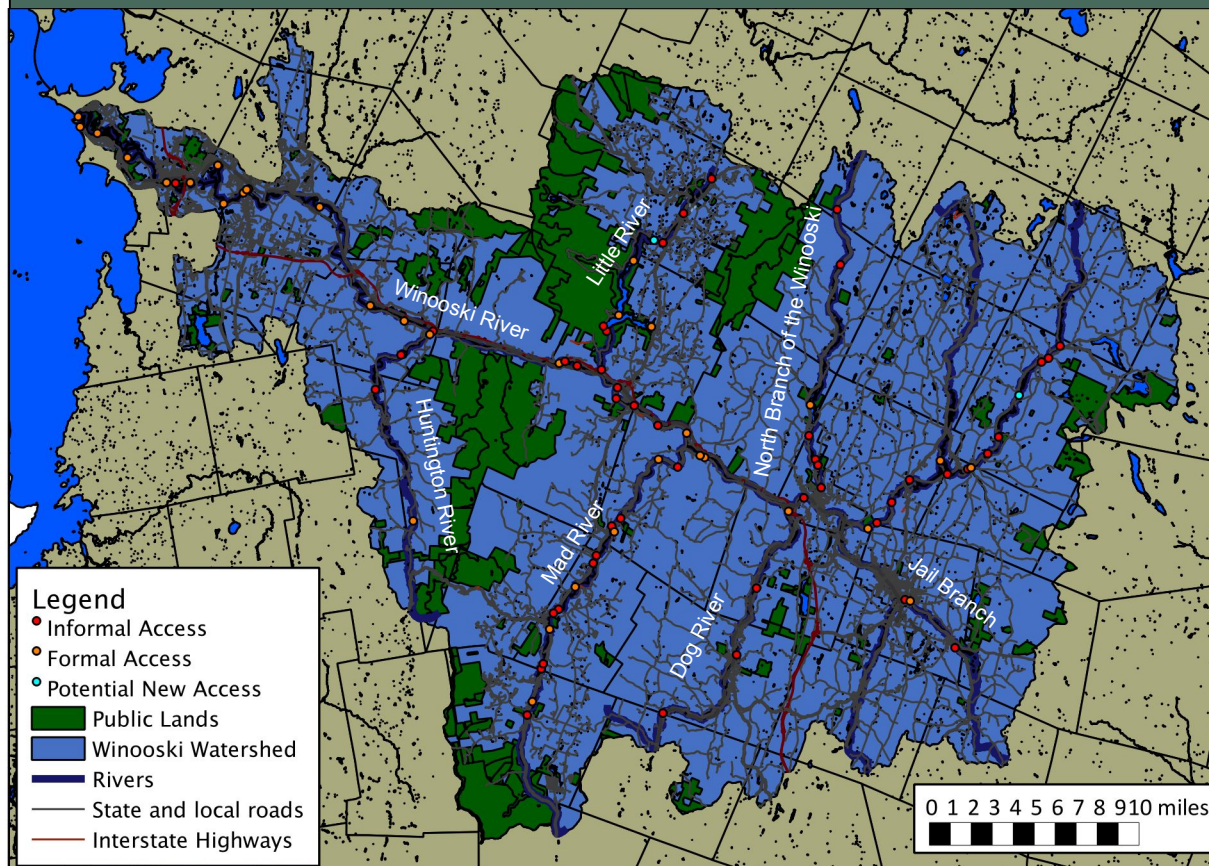 Little River
North Branch of the Winooski
Winooski River
Huntington River
Mad River
Dog River
Jail Branch
Legend
Informal Access
Formal Access
Potential New Access
Public Lands
Winooski Watershed
Rivers
State and local roads
Interstate Highways
0 1 2 3 4 5 6 7 8 910 miles